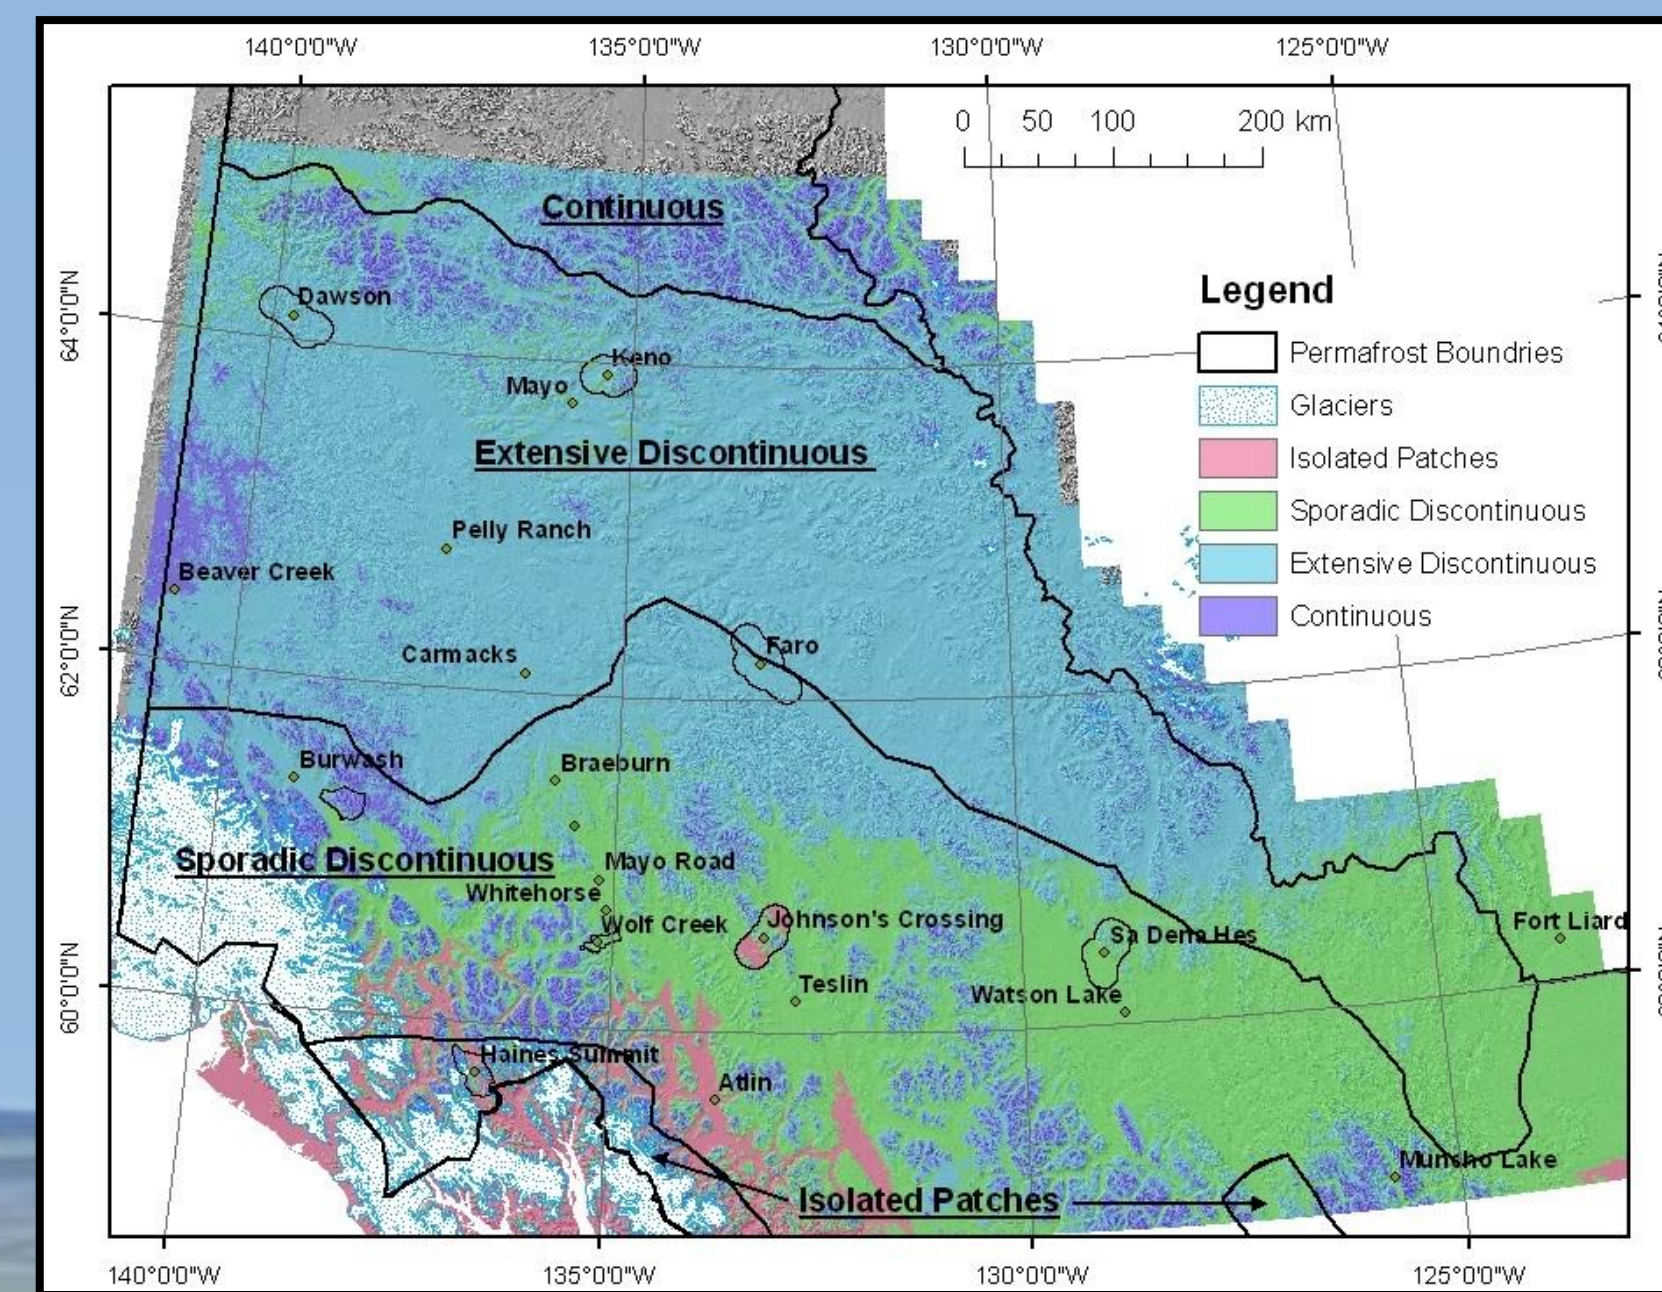 140°0'0"W
135°0'0"W
130°0'0"W
125°0'0"W
0 50 100 200 km
Continuous
64°0'0"N
Legend
Dawson
Permafrost Boundries
Keno
Mayo
Glaciers
Extensive Discontinuous
Isolated Patches
Sporadic Discontinuous
Pelly Ranch
Extensive Discontinuous
Beaver Creek
Continuous
62°0'0"N
Faro
Carmacks
Burwash
Braeburn
Sporadic Discontinuous
Mayo Road
Whitehorse
Wolf Creek
Johnson's Crossing
Fort Liard
Sa Dena Hes
60°0'0"N
Teslin
Watson Lake
Haines Summit
Atlin
Muncho Lake
Isolated Patches
140°0'0"W
135°0'0"W
130°0'0"W
125°0'0"W